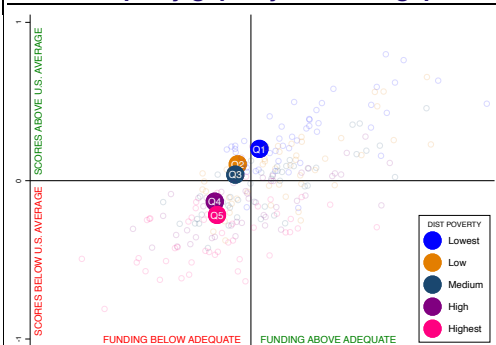 1
SCORES ABOVE U.S. AVERAGE
0
SCORES BELOW U.S. AVERAGE
-1
Q1
Q2
Q3
Q4
Q5
DIST POVERTY
Lowest
Low
Medium
High
Highest
FUNDING BELOW ADEQUATE
FUNDING ABOVE ADEQUATE